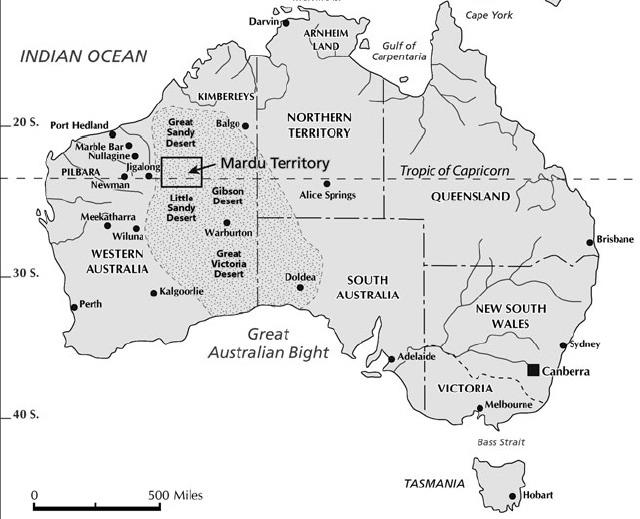 Cape York
Darvin
ARNHEIM
LAND
Gulf of
Carpentaria
INDIAN OCEAN
KIMBERLEYS
NORTHERN
TERRITORY
20 S.
Port Hedland
Great
Sandy
Desert
Balgo
Marble Bar
Nullagine
Jigalong
Mardu Territory
PILBARA
Newman
Tropic of Capricorn
Gibson
Desert
Alice Springs
QUEENSLAND
Little
Sandy
Desert
Meekatharra
Wiluna
Warburton
Brisbane
WESTERN
AUSTRALIA
Great
Victoria
Desert
30 S.
Doldea
SOUTH
AUSTRALIA
Kalgoorlie
Perth
NEW SOUTH
WALES
Great
Australian Bight
Sydney
Adelaide
Canberra
VICTORIA
Melbourne
40 S.
Bass Strait
TASMANIA
Hobart
0
500 Miles